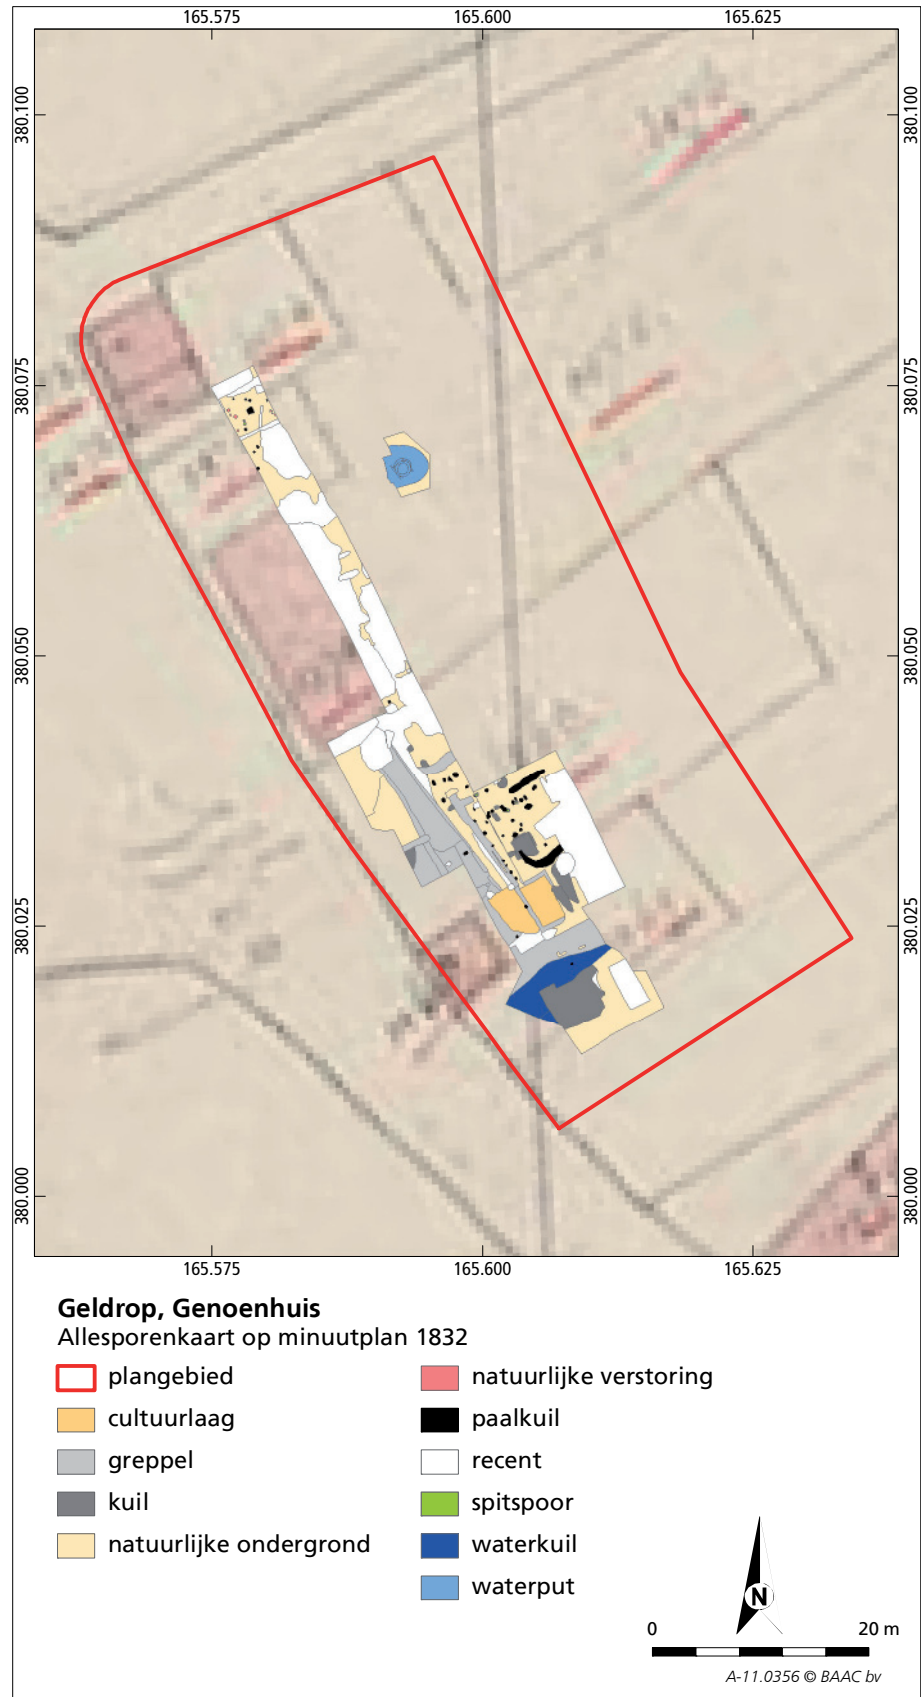 165.575 165.600 165.625
380.100 380.100
380.075 380.075
380.050 380.050
380.025 380.025
380.000 380.000
165.575 165.600 165.625
Geldrop, Genoenhuis
Allesporenkaart op minuutplan 1832
plangebied
cultuurlaag
greppel
kuil
natuurlijke ondergrond
natuurlijke verstoring
paalkuil
recent
spitspoor
waterkuil
waterput
N
0 20 m
A-11.0356 © BAAC bv